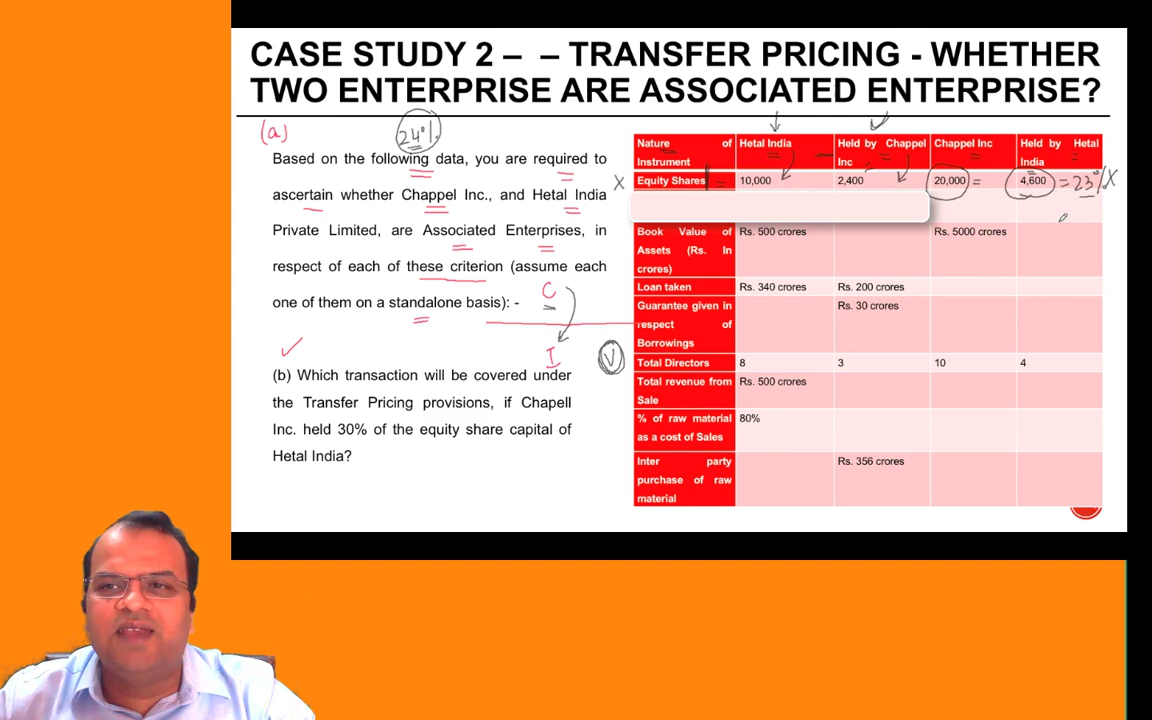 CASE STUDY 2 – – TRANSFER PRICING - WHETHER
TWO ENTERPRISE ARE ASSOCIATED ENTERPRISE?
(a)
24%
Based on the following data, you are required to
ascertain whether Chappel Inc., and Hetal India
Private Limited, are Associated Enterprises, in
respect of each of these criterion (assume each
one of them on a standalone basis): -
C
I
(b) Which transaction will be covered under
the Transfer Pricing provisions, if Chapell
Inc. held 30% of the equity share capital of
Hetal India?
Nature of Instrument Hetal India Held by Chappel Inc Chappel Inc Held by Hetal India
X Equity Shares = 10,000 2,400 20,000 = 4,600 = 23% X
Book Value of Assets (Rs. In crores) Rs. 500 crores Rs. 5000 crores
Loan taken Rs. 340 crores Rs. 200 crores
Guarantee given in respect of Borrowings Rs. 30 crores
V Total Directors 8 3 10 4
Total revenue from Sale Rs. 500 crores
% of raw material as a cost of Sales 80%
Inter party purchase of raw material Rs. 356 crores